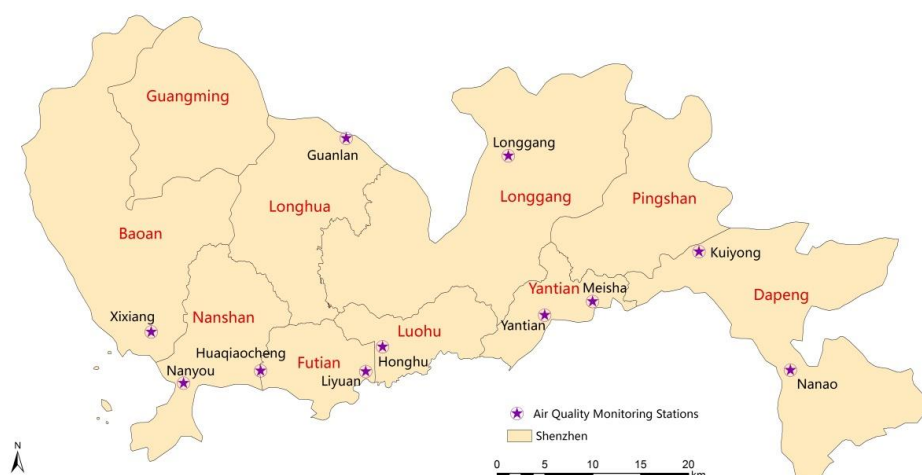 Guangming
Guanlan
Longgang
Longhua
Longgang
Pingshan
Baoan
Kuiyong
Yantian
Meisha
Dapeng
Xixiang
Nanshan
Yantian
Luohu
Huaqiaocheng
Futian
Honghu
Nanyou
Liyuan
Nanao
Air Quality Monitoring Stations
Shenzhen
N
0 5 10 20
km